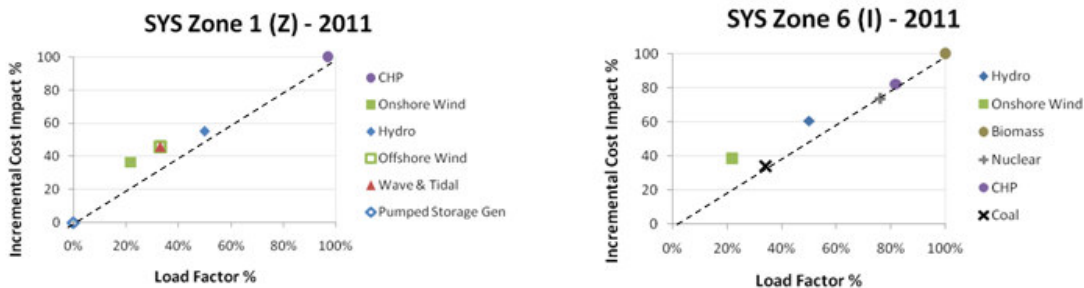 SYS Zone 1 (Z) - 2011
Incremental Cost Impact %
100
80
60
40
20
0
0%
20%
40%
60%
80%
100%
Load Factor %
CHP
Onshore Wind
Hydro
Offshore Wind
Wave & Tidal
Pumped Storage Gen
SYS Zone 6 (I) - 2011
Incremental Cost Impact %
100
80
60
40
20
0
0%
20%
40%
60%
80%
100%
Load Factor %
Hydro
Onshore Wind
Biomass
Nuclear
CHP
Coal